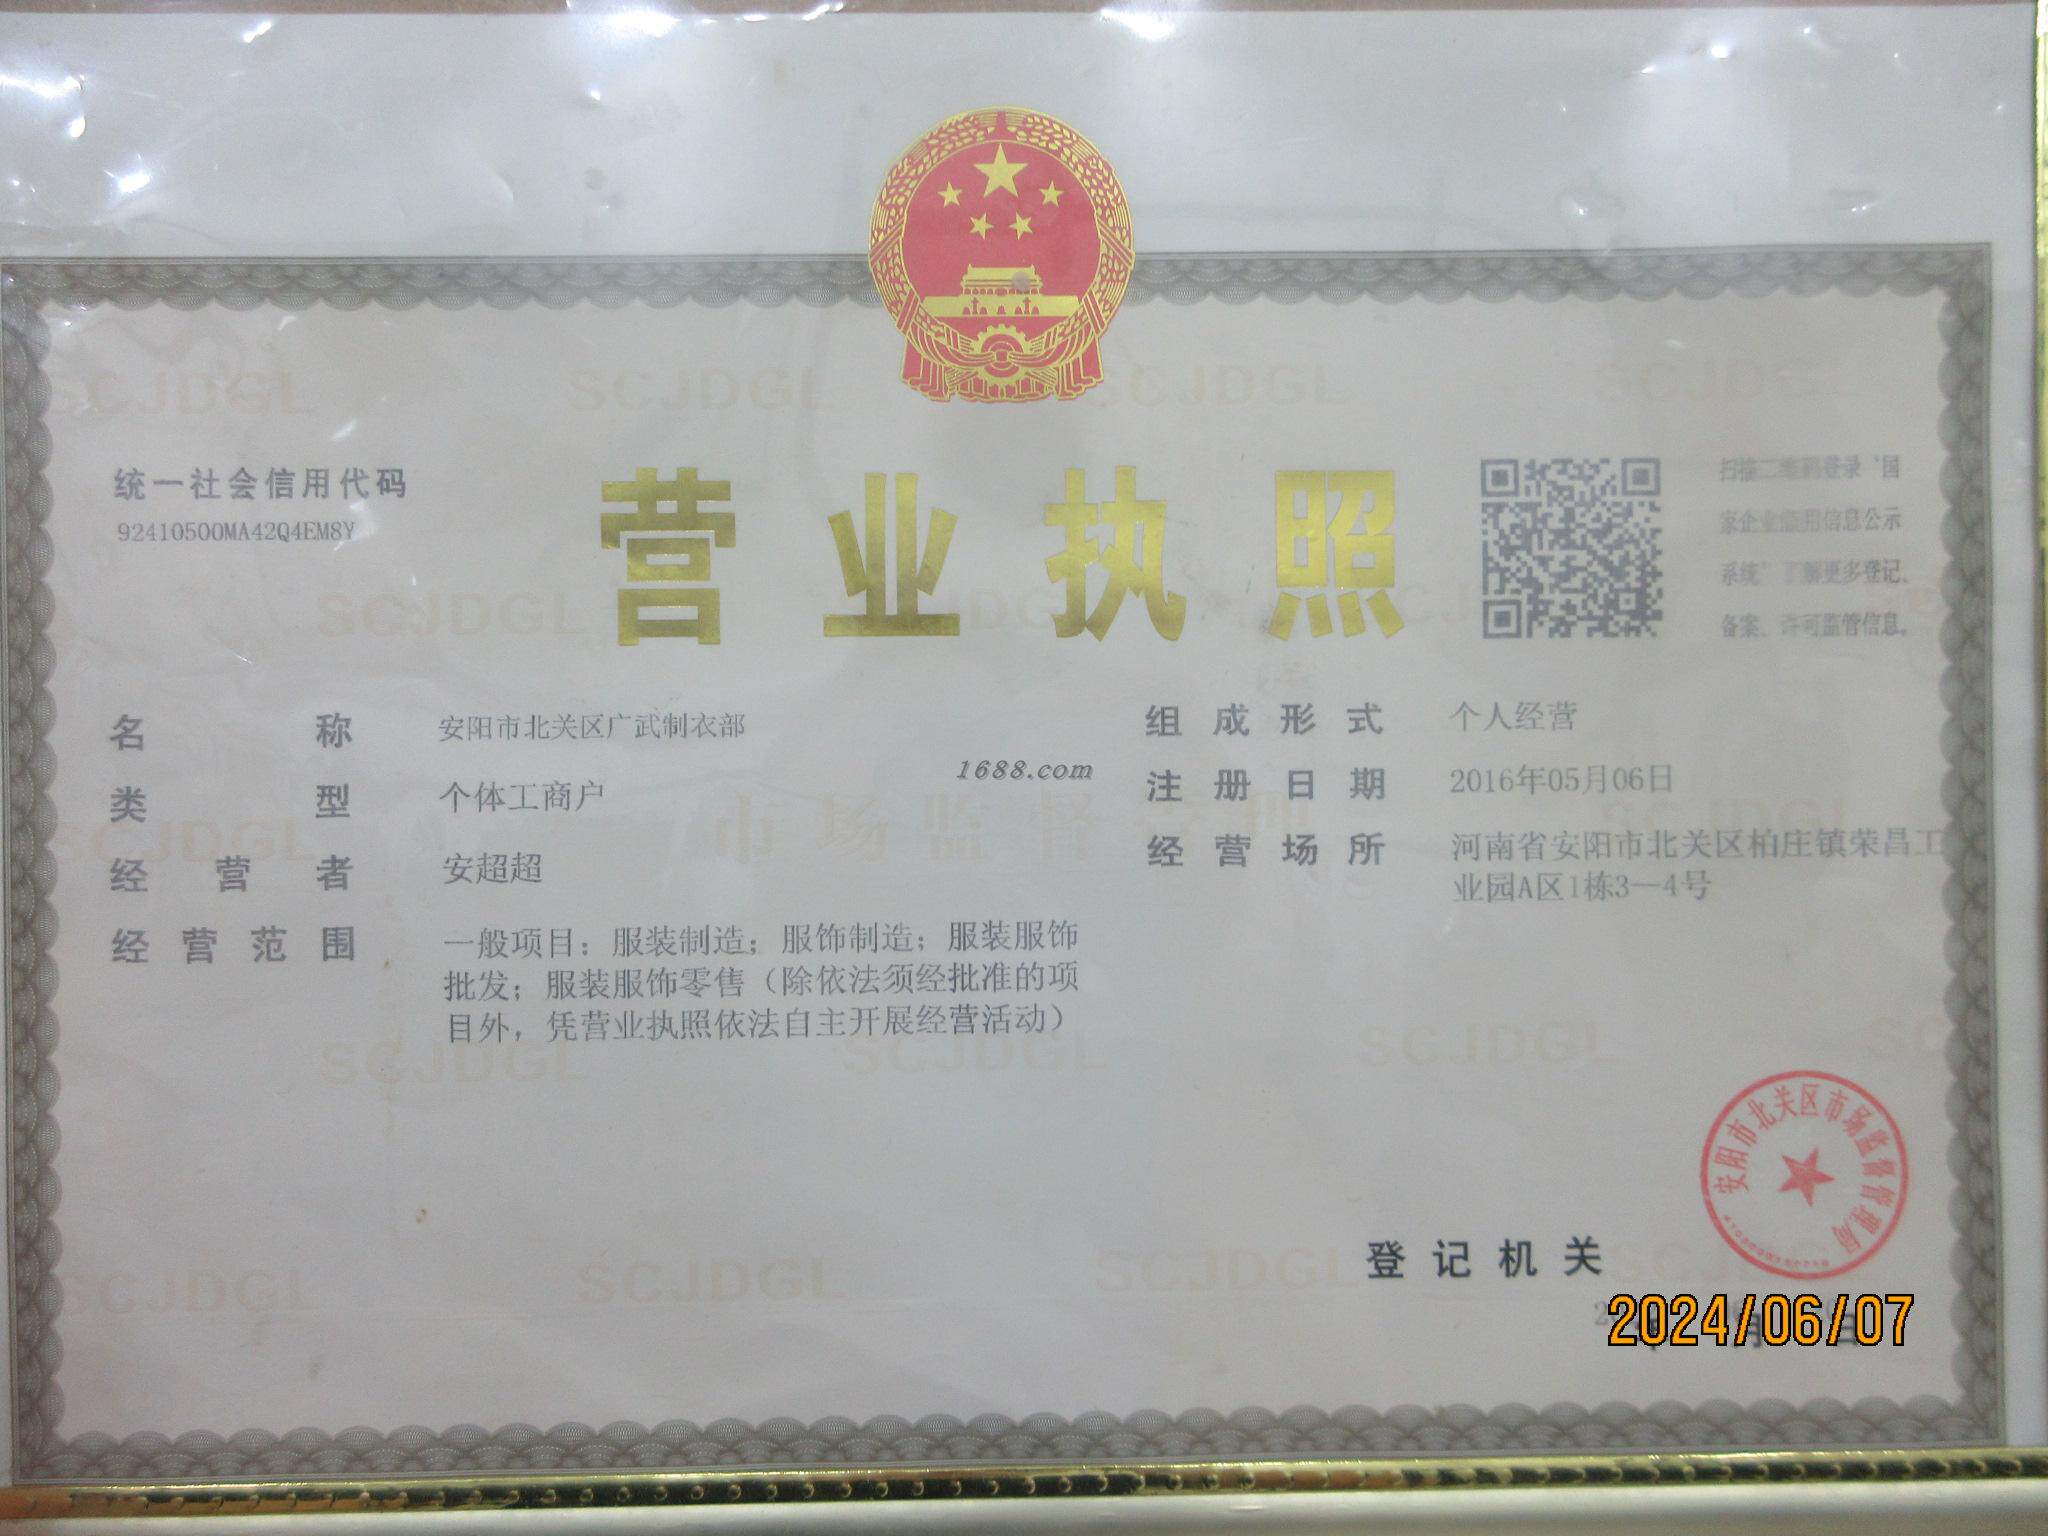 营业执照
统一社会信用代码
92410500MA42Q4EM8Y
扫描二维码登录‘国
家企业信用信息公示
系统’了解更多登记、
备案、许可监管信息。
名称 安阳市北关区广武制衣部
类型 个体工商户
经营者 安超超
经营范围 一般项目：服装制造；服饰制造；服装服饰
批发；服装服饰零售（除依法须经批准的项
目外，凭营业执照依法自主开展经营活动）
1688.com
组成形式 个人经营
注册日期 2016年05月06日
经营场所 河南省安阳市北关区柏庄镇荣昌工
业园A区1栋3—4号
市场监督管理
SCJDGL SCJDGL SCJDGL SCJDGL
安阳市北关区市场监督管理局
登记机关
2024/06/07